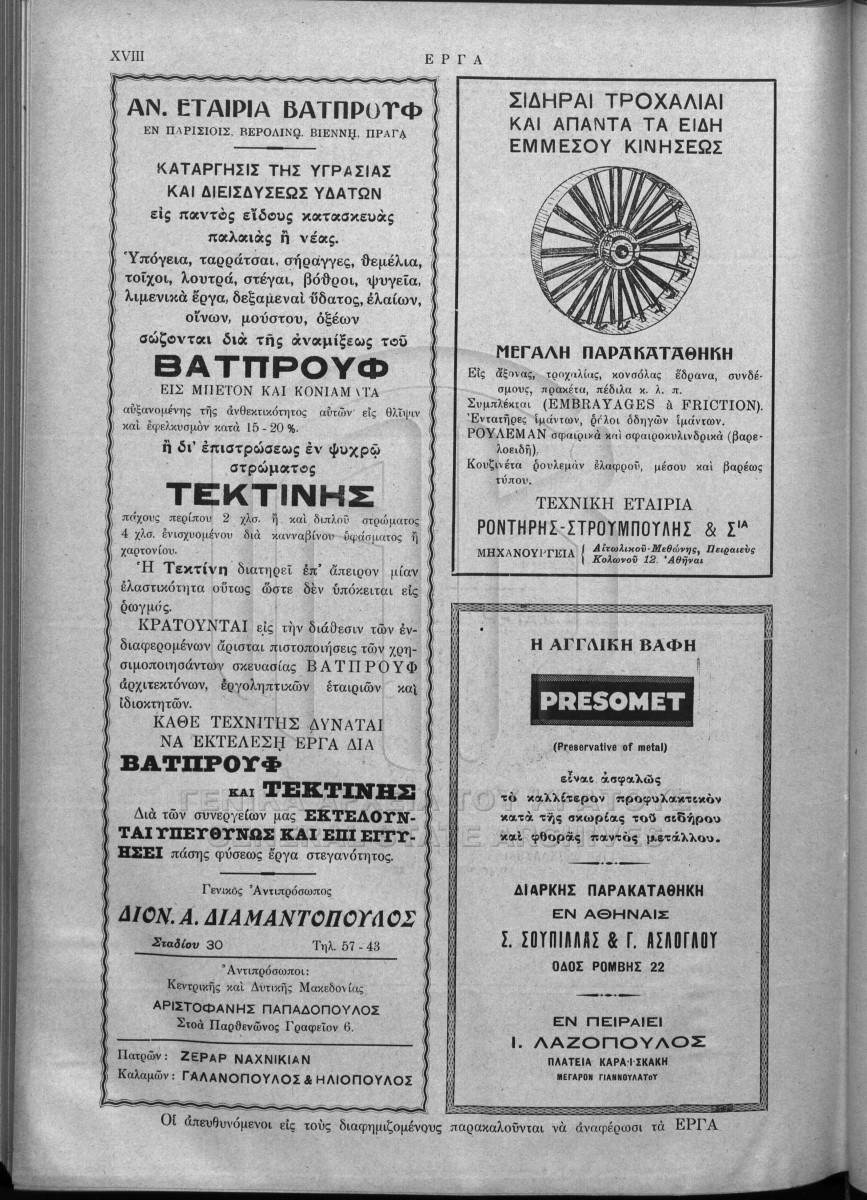 XVIII
ΕΡΓΑ
ΑΝ. ΕΤΑΙΡΙΑ ΒΑΤΠΡΟΥΦ
ΕΝ ΠΑΡΙΣΙΟΙΣ, ΒΕΡΟΛΙΝΩ, ΒΙΕΝΝΗ, ΠΡΑΓΑ
ΚΑΤΑΡΓΗΣΙΣ ΤΗΣ ΥΓΡΑΣΙΑΣ
ΚΑΙ ΔΙΕΙΣΔΥΣΕΩΣ ΥΔΑΤΩΝ
εἰς παντὸς εἴδους κατασκευὰς
παλαιὰς ἢ νέας.
Ὑπόγεια, ταρράτσαι, σήραγγες, θεμέλια,
τοῖχοι, λουτρά, στέγαι, βόθροι, ψυγεῖα,
λιμενικὰ ἔργα, δεξαμεναὶ ὕδατος, ἐλαίων,
οἴνων, μούστου, ὀξέων
σώζονται διὰ τῆς ἀναμίξεως τοῦ
ΒΑΤΠΡΟΥΦ
ΕΙΣ ΜΠΕΤΟΝ ΚΑΙ ΚΟΝΙΑΜΑΤΑ
αὐξανομένης τῆς ἀνθεκτικότητος αὐτῶν εἰς θλῖψιν
καὶ ἐφελκυσμὸν κατὰ 15 - 20 %.
ἢ δι' ἐπιστρώσεως ἐν ψυχρῷ
στρώματος
ΤΕΚΤΙΝΗΣ
πάχους περίπου 2 χλσ. ἢ καὶ διπλοῦ στρώματος
4 χλσ. ἐνισχυομένου διὰ κανναβίνου ὑφάσματος ἢ
χαρτονίου.
Ἡ Τεκτίνη διατηρεῖ ἐπ' ἄπειρον μίαν
ἐλαστικότητα οὕτως ὥστε δὲν ὑπόκειται εἰς
ρωγμάς.
ΚΡΑΤΟΥΝΤΑΙ εἰς τὴν διάθεσιν τῶν ἐν-
διαφερομένων ἄρισται πιστοποιήσεις τῶν χρη-
σιμοποιησάντων σκευασίας ΒΑΤΠΡΟΥΦ
ἀρχιτεκτόνων, ἐργοληπτικῶν ἑταιριῶν καὶ
ἰδιοκτητῶν.
ΚΑΘΕ ΤΕΧΝΙΤΗΣ ΔΥΝΑΤΑΙ
ΝΑ ΕΚΤΕΛΕΣΗ ΕΡΓΑ ΔΙΑ
ΒΑΤΠΡΟΥΦ
ΚΑΙ ΤΕΚΤΙΝΗΣ
Διὰ τῶν συνεργείων μας ΕΚΤΕΛΟΥΝ-
ΤΑΙ ΥΠΕΥΘΥΝΩΣ ΚΑΙ ΕΠΙ ΕΓΓΥ-
ΗΣΕΙ πάσης φύσεως ἔργα στεγανότητος.
Γενικὸς Ἀντιπρόσωπος
ΔΙΟΝ. Α. ΔΙΑΜΑΝΤΟΠΟΥΛΟΣ
Σταδίου 30 Τηλ. 57 - 43
Ἀντιπρόσωποι:
Κεντρικῆς καὶ Δυτικῆς Μακεδονίας
ΑΡΙΣΤΟΦΑΝΗΣ ΠΑΠΑΔΟΠΟΥΛΟΣ
Στοὰ Παρθενῶνος Γραφεῖον 6.
Πατρῶν: ΖΕΡΑΡ ΝΑΧΝΙΚΙΑΝ
Καλαμῶν: ΓΑΛΑΝΟΠΟΥΛΟΣ & ΗΛΙΟΠΟΥΛΟΣ
ΣΙΔΗΡΑΙ ΤΡΟΧΑΛΙΑΙ
ΚΑΙ ΑΠΑΝΤΑ ΤΑ ΕΙΔΗ
ΕΜΜΕΣΟΥ ΚΙΝΗΣΕΩΣ
ΜΕΓΑΛΗ ΠΑΡΑΚΑΤΑΘΗΚΗ
Εἰς ἄξονας, τροχαλίας, κονσόλας ἕδρανα, συνδέ-
σμους, πρακέτα, πέδιλα κ. λ. π.
Συμπλέκται (EMBRAYAGES à FRICTION).
Ἐντατῆρες ἱμάντων, ρέλοι ὁδηγῶν ἱμάντων.
ΡΟΥΛΕΜΑΝ σφαιρικὰ καὶ σφαιροκυλινδρικὰ (βαρε-
λοειδῆ).
Κουζινέτα ρουλεμὰν ἐλαφροῦ, μέσου καὶ βαρέως
τύπου.
ΤΕΧΝΙΚΗ ΕΤΑΙΡΙΑ
ΡΟΝΤΗΡΗΣ-ΣΤΡΟΥΜΠΟΥΛΗΣ & ΣΙΑ
ΜΗΧΑΝΟΥΡΓΕΙΑ { Αἰτωλικοῦ-Μεθώνης, Πειραιεὺς
Κολωνοῦ 12. Ἀθῆναι
Η ΑΓΓΛΙΚΗ ΒΑΦΗ
PRESOMET
(Preservative of metal)
εἶναι ἀσφαλῶς
τὸ καλλίτερον προφυλακτικὸν
κατὰ τῆς σκωρίας τοῦ σιδήρου
καὶ φθορᾶς παντὸς μετάλλου.
ΔΙΑΡΚΗΣ ΠΑΡΑΚΑΤΑΘΗΚΗ
ΕΝ ΑΘΗΝΑΙΣ
Σ. ΣΟΥΠΙΛΛΑΣ & Γ. ΑΣΛΟΓΛΟΥ
ΟΔΟΣ ΡΟΜΒΗΣ 22
ΕΝ ΠΕΙΡΑΙΕΙ
Ι. ΛΑΖΟΠΟΥΛΟΣ
ΠΛΑΤΕΙΑ ΚΑΡΑ·Ι·ΣΚΑΚΗ
ΜΕΓΑΡΟΝ ΓΙΑΝΝΟΥΛΑΤΟΥ
Οἱ ἀπευθυνόμενοι εἰς τοὺς διαφημιζομένους παρακαλοῦνται νὰ ἀναφέρωσι τὰ ΕΡΓΑ